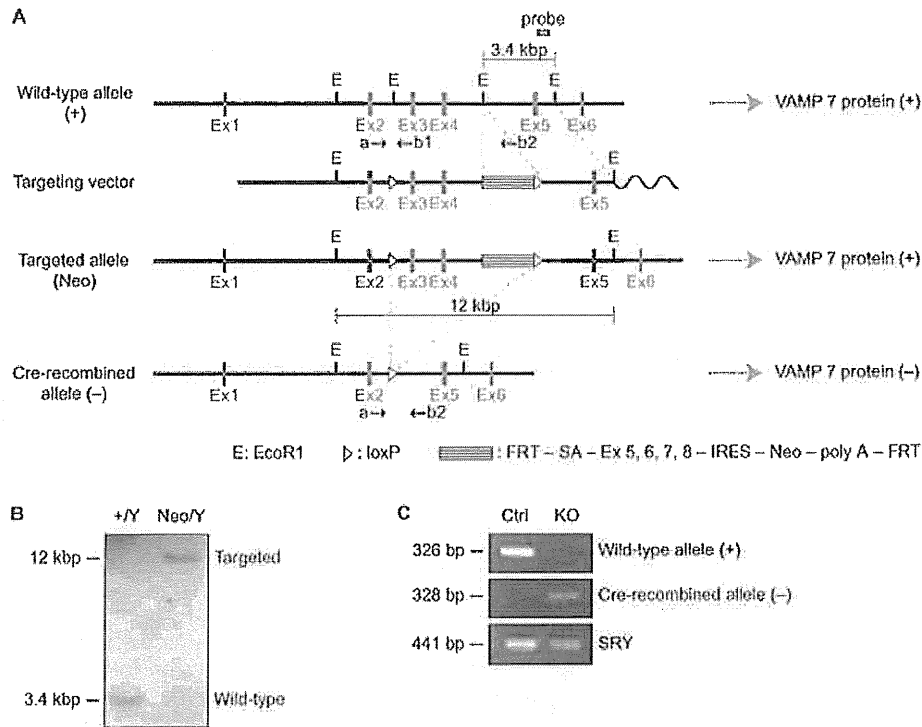 A
probe
3.4 kbp
E E E E
Wild-type allele (+) VAMP 7 protein (+)
Ex1 Ex2 Ex3 Ex4 Ex5 Ex6
a b1 b2
E E
Targeting vector
Ex2 Ex3 Ex4 Ex5
E E
Targeted allele (Neo) VAMP 7 protein (+)
Ex1 Ex2 Ex3 Ex4 Ex5 Ex6
12 kbp
E E
Cre-recombined allele (–) VAMP 7 protein (–)
Ex1 Ex2 Ex5 Ex6
a b2
E: EcoR1 : loxP : FRT – SA – Ex 5, 6, 7, 8 – IRES – Neo – poly A – FRT
B
+/Y Neo/Y
12 kbp – Targeted
3.4 kbp – Wild-type
C
Ctrl KO
326 bp – Wild-type allele (+)
328 bp – Cre-recombined allele (–)
441 bp – SRY